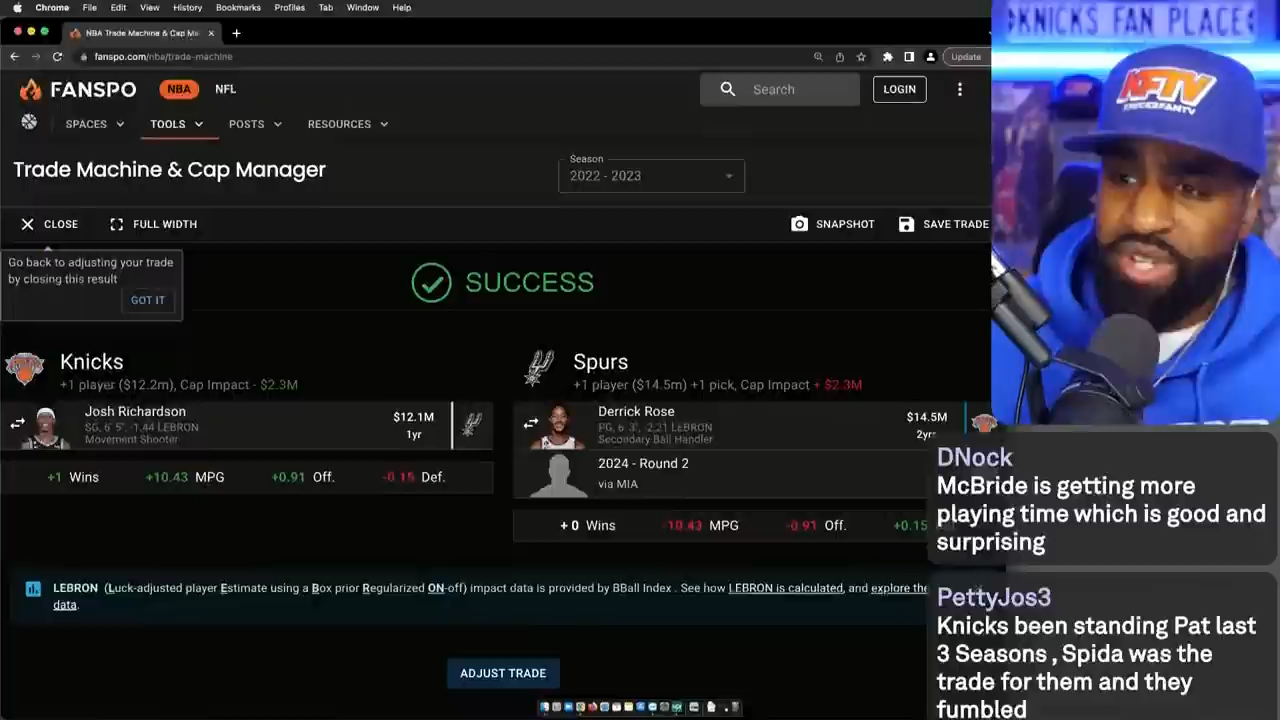 Chrome File Edit View History Bookmarks Profiles Tab Window Help
NBA Trade Machine & Cap Ma
fanspo.com/nba/trade-machine
Update
FANSPO NBA NFL
Search
LOGIN
SPACES TOOLS POSTS RESOURCES
Trade Machine & Cap Manager
Season
2022 - 2023
CLOSE FULL WIDTH SNAPSHOT SAVE TRADE
Go back to adjusting your trade
by closing this result
GOT IT
SUCCESS
Knicks
+1 player ($12.2m), Cap Impact - $2.3M
Josh Richardson
SG, 6' 5", -1.44 LEBRON
Movement Shooter
$12.1M
1yr
+1 Wins +10.43 MPG +0.91 Off. -0.15 Def.
Spurs
+1 player ($14.5m) +1 pick, Cap Impact + $2.3M
Derrick Rose
PG, 6' 3", -2.21 LEBRON
Secondary Ball Handler
$14.5M
2yrs
2024 - Round 2
via MIA
+0 Wins -10.43 MPG -0.91 Off. +0.15
LEBRON (Luck-adjusted player Estimate using a Box prior Regularized ON-off) impact data is provided by BBall Index . See how LEBRON is calculated, and explore the
data.
ADJUST TRADE
KNICKS FAN PLACE
KFTV
KNICKSFANTV
DNock
McBride is getting more
playing time which is good and
surprising
PettyJos3
Knicks been standing Pat last
3 Seasons , Spida was the
trade for them and they
fumbled